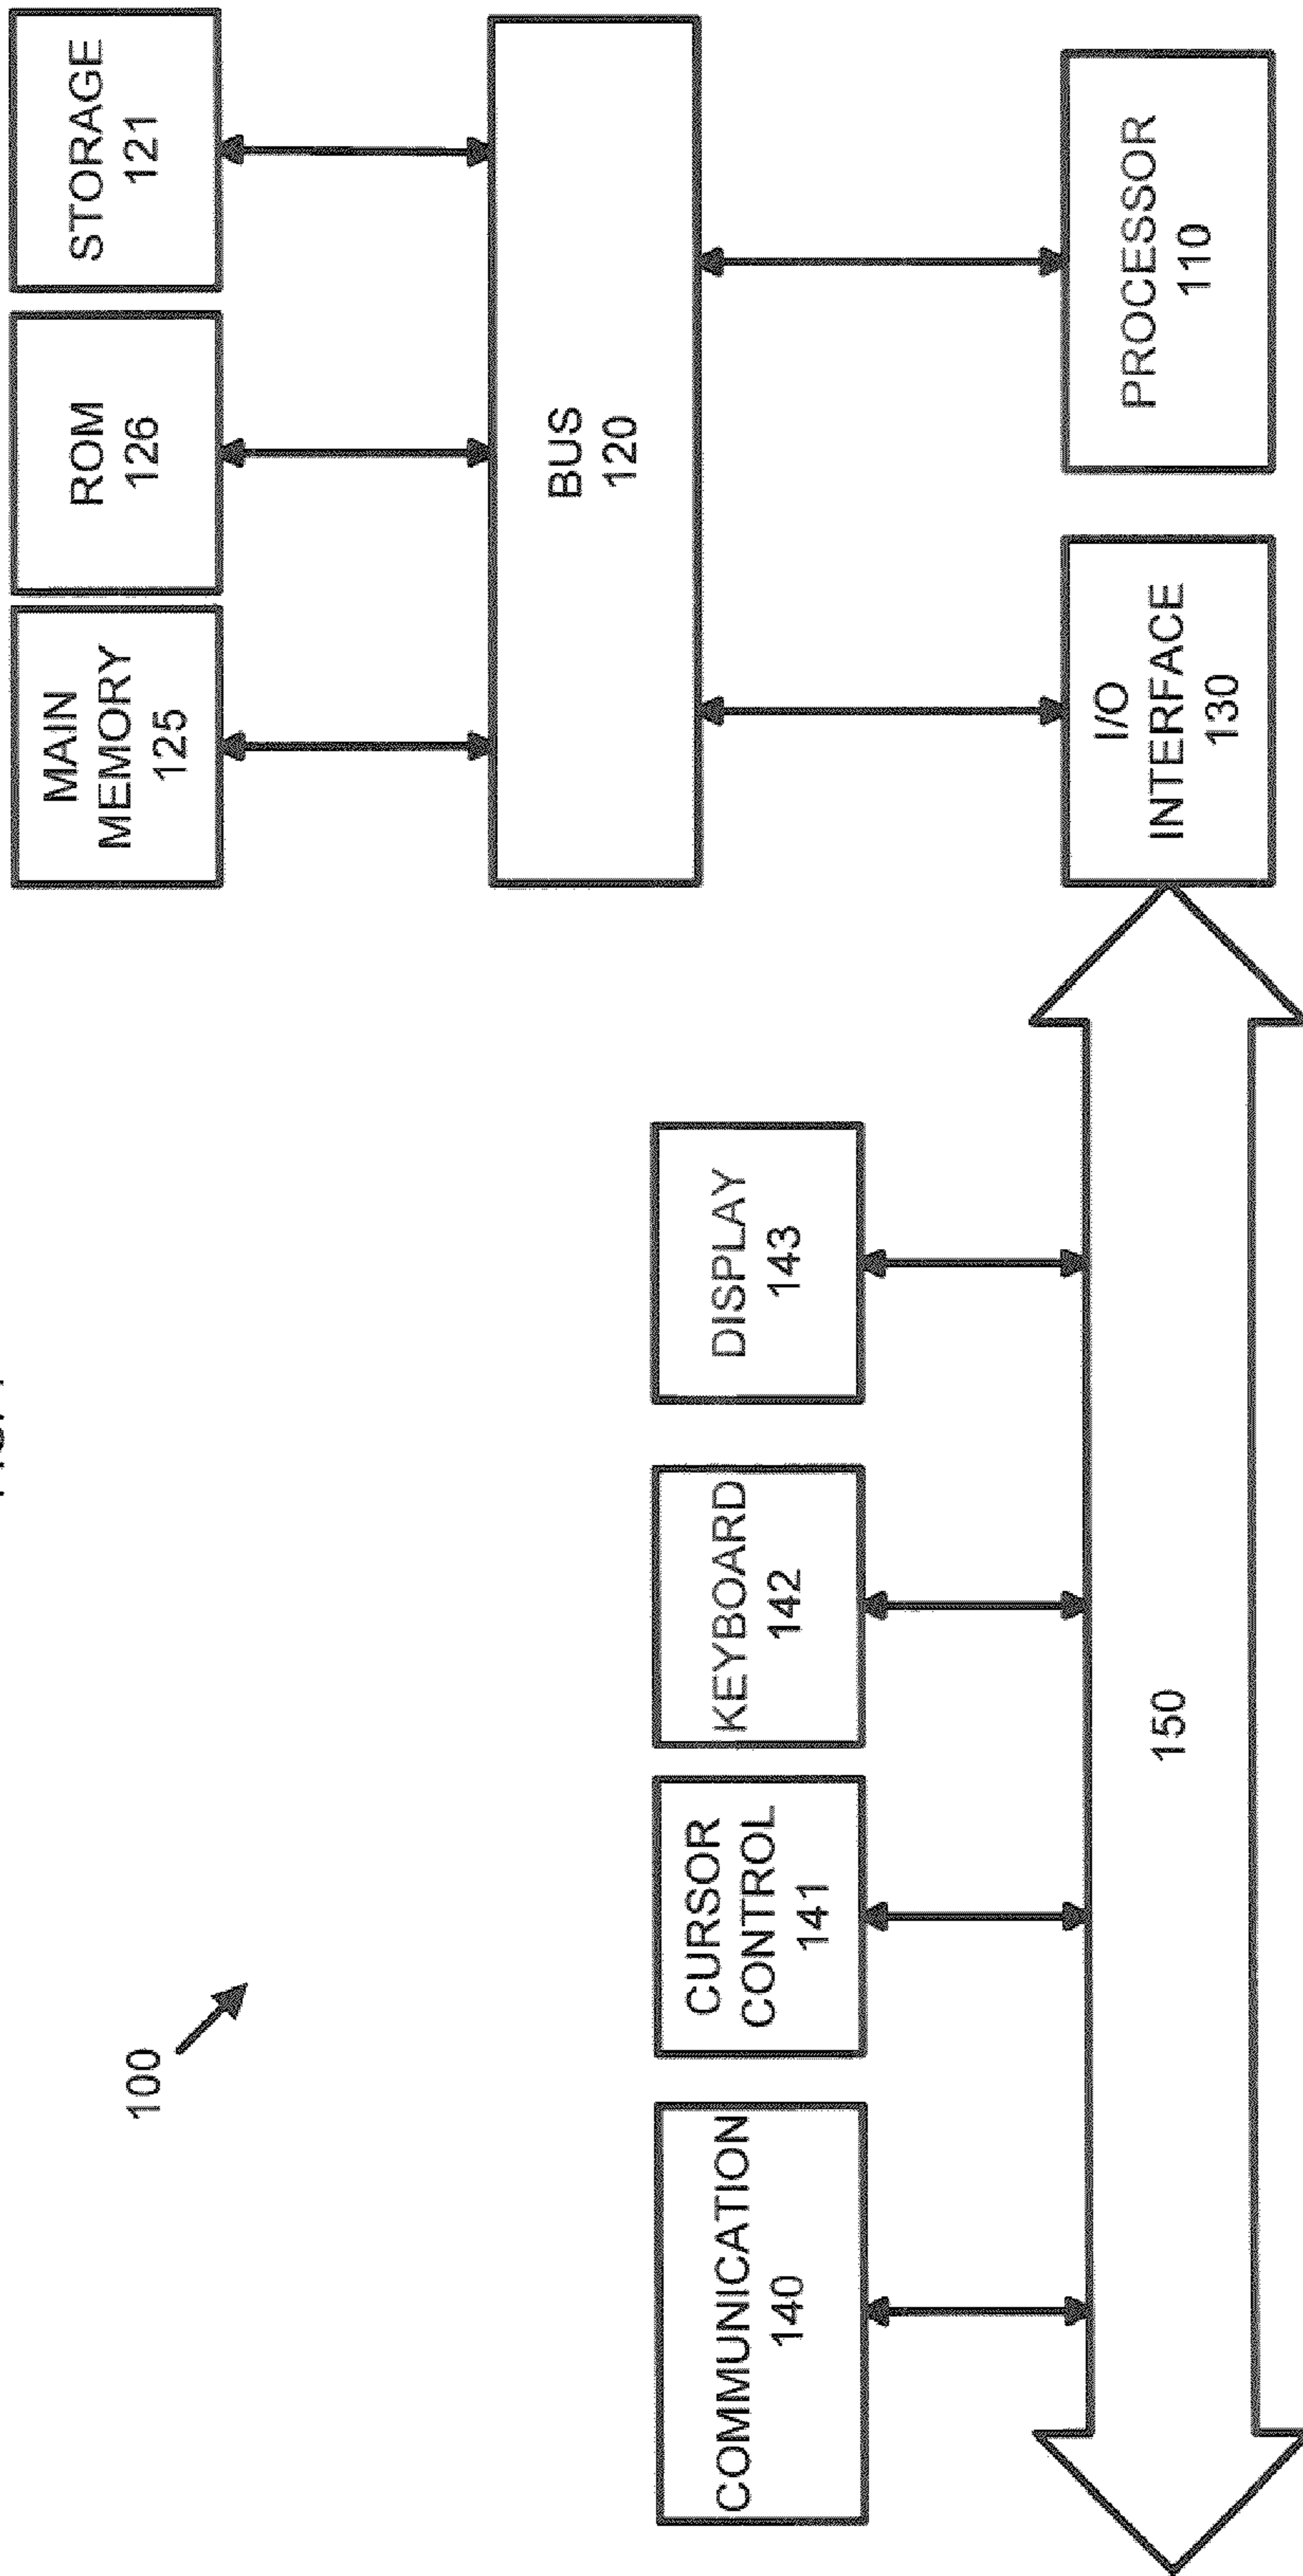 MAIN
MEMORY
125
ROM
126
STORAGE
121
100
BUS
120
COMMUNICATION
140
CURSOR
CONTROL
141
KEYBOARD
142
DISPLAY
143
150
I/O
INTERFACE
130
PROCESSOR
110